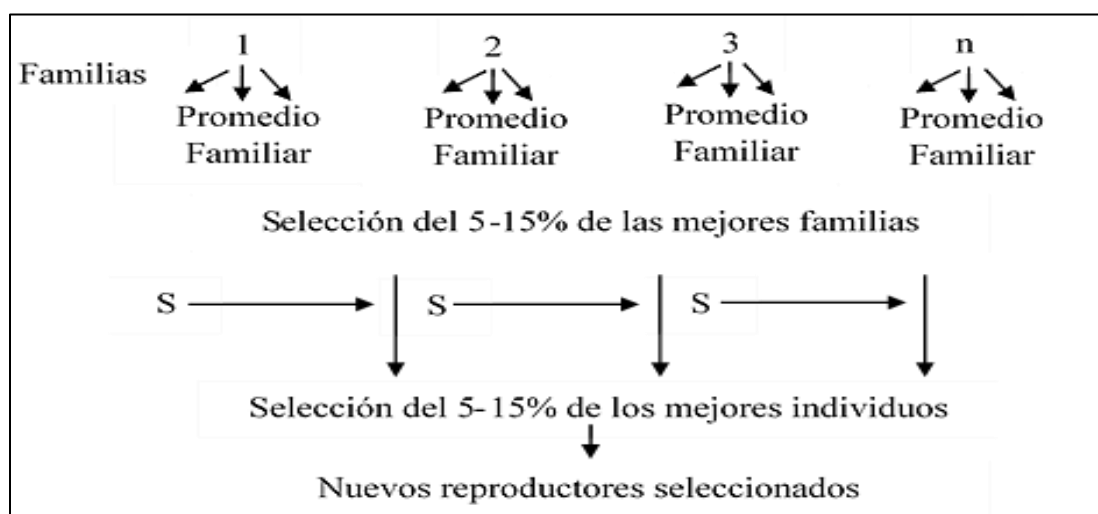 1 2 3 n
Familias
Promedio Promedio Promedio Promedio
Familiar Familiar Familiar Familiar
Selección del 5-15% de las mejores familias
S S S
Selección del 5-15% de los mejores individuos
Nuevos reproductores seleccionados